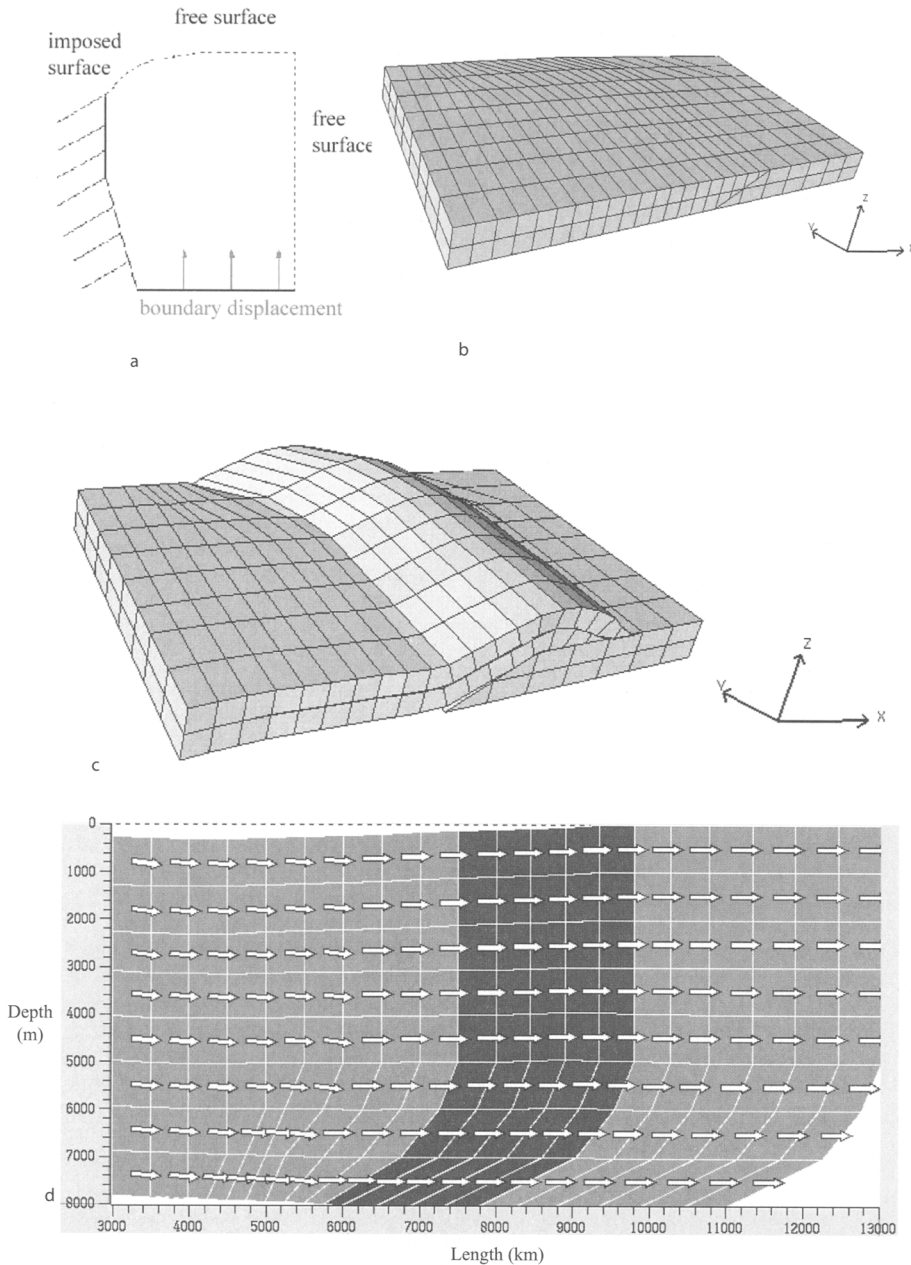 free surface
imposed
surface
free
surface
boundary displacement
a
b
Z
Y
c
Z
Y
X
0
1000
2000
3000
4000
5000
6000
7000
8000
Depth
(m)
d
3000 4000 5000 6000 7000 8000 9000 10000 11000 12000 13000
Length (km)